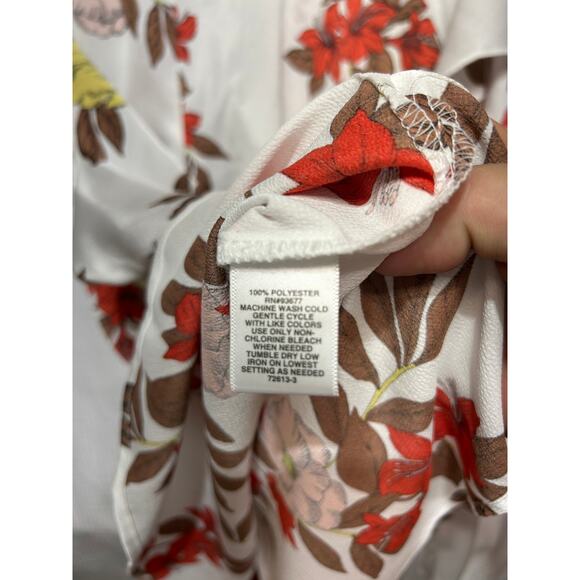 100% POLYESTER
RN#93677
MACHINE WASH COLD
GENTLE CYCLE
WITH LIKE COLORS
USE ONLY NON-
CHLORINE BLEACH
WHEN NEEDED
TUMBLE DRY LOW
IRON ON LOWEST
SETTING AS NEEDED
72613-3